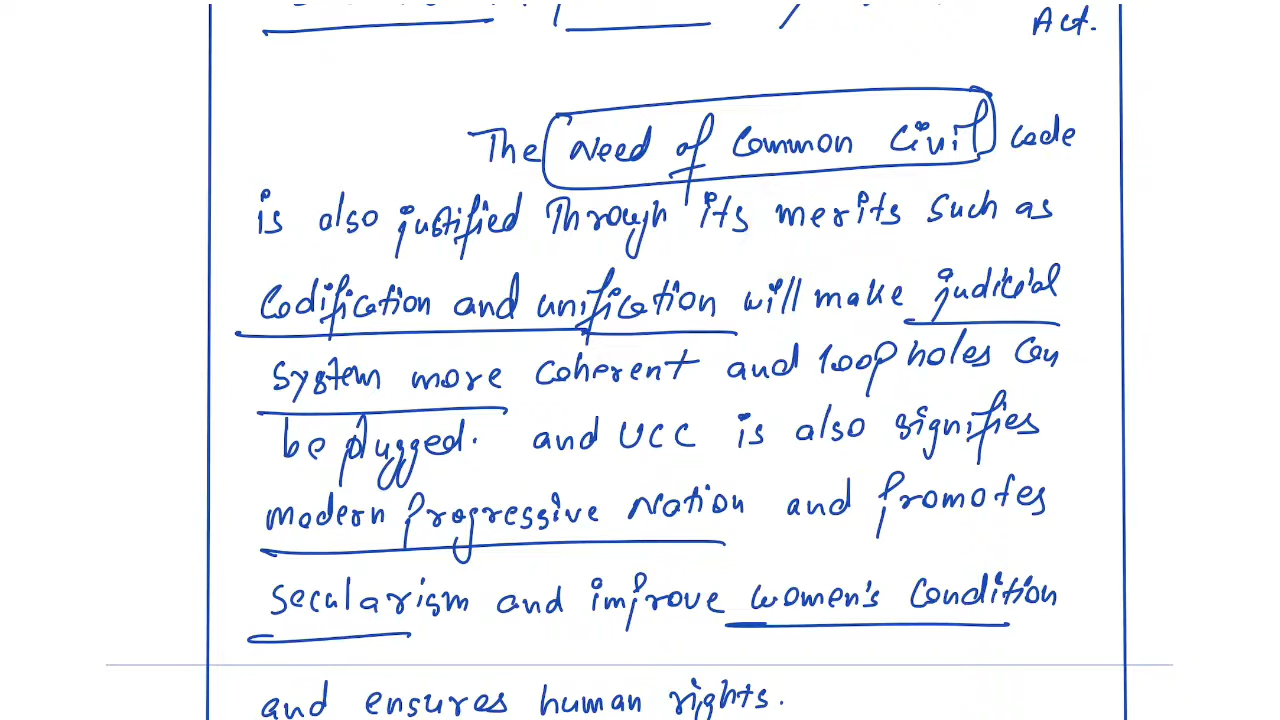 Act.
The Need of Common Civil code
is also justified Through its merits such as
Codification and unification will make judicial
system more coherent and loop holes can
be plugged. and UCC is also signifies
modern progressive Nation and promotes
secularism and improve women's condition
and ensures human rights.